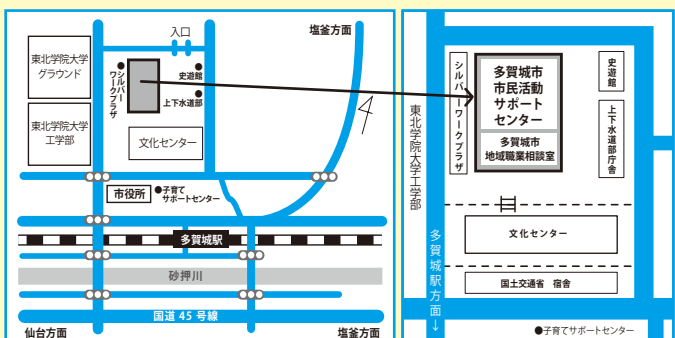 入口
塩釜方面
東北学院大学
グラウンド
●シルバー
ワークプラザ
●
史遊館
●
上下水道部
東北学院大学
工学部
文化センター
市役所
●子育て
サポートセンター
多賀城駅
砂押川
国道 45 号線
仙台方面
塩釜方面
シルバーワークプラザ
多賀城市
市民活動
サポート
センター
多賀城市
地域職業相談室
史遊館
上下水道部庁舎
東北学院大学工学部
文化センター
多賀城駅方面→
国土交通省 宿舎
●子育てサポートセンター